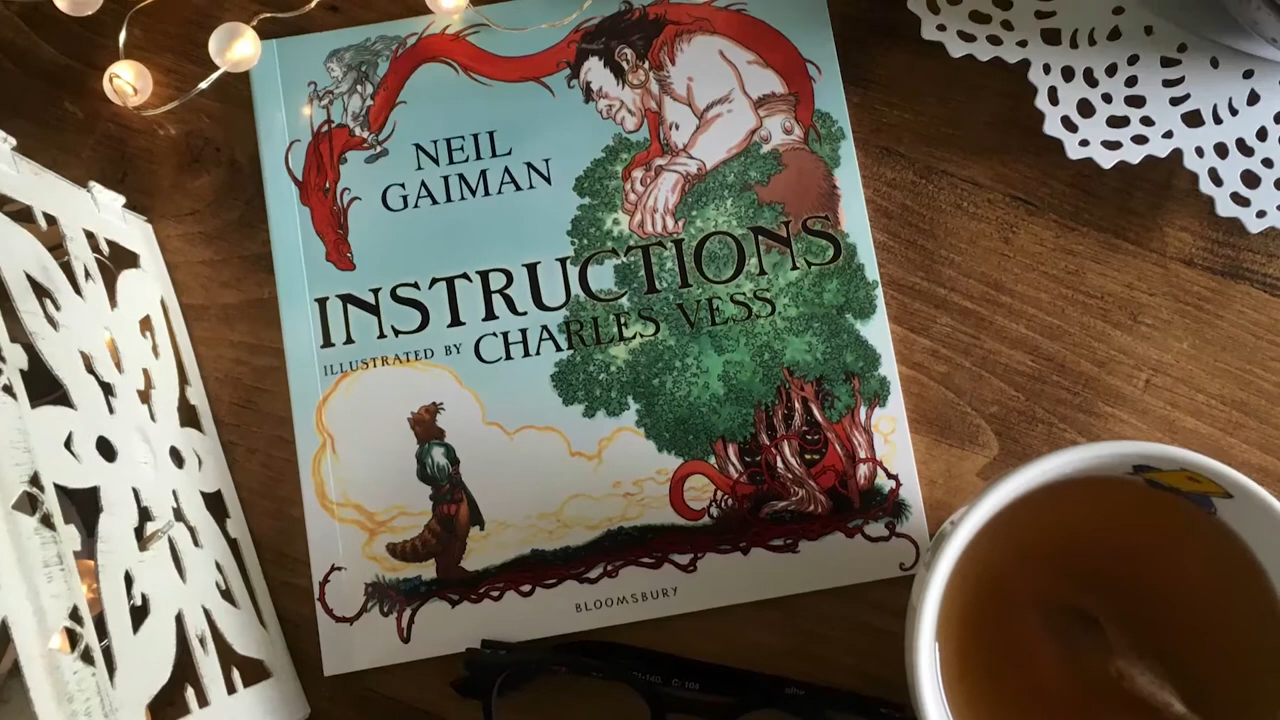 NEIL
GAIMAN
INSTRUCTIONS
ILLUSTRATED BY CHARLES VESS
BLOOMSBURY